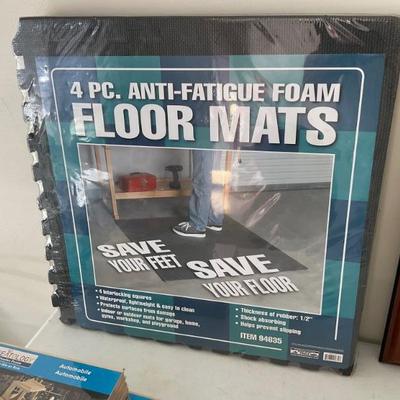 4 PC. ANTI-FATIGUE FOAM
FLOOR MATS
SAVE
YOUR FEET
SAVE
YOUR FLOOR
• 4 interlocking squares
• Waterproof, lightweight & easy to clean
• Protects surfaces from damage
• Indoor or outdoor mats for garage, home,
gyms, workshop, and playground
• Thickness of rubber: 1/2"
• Shock absorbing
• Helps prevent slipping
ITEM 94635
Automobile
Automobile